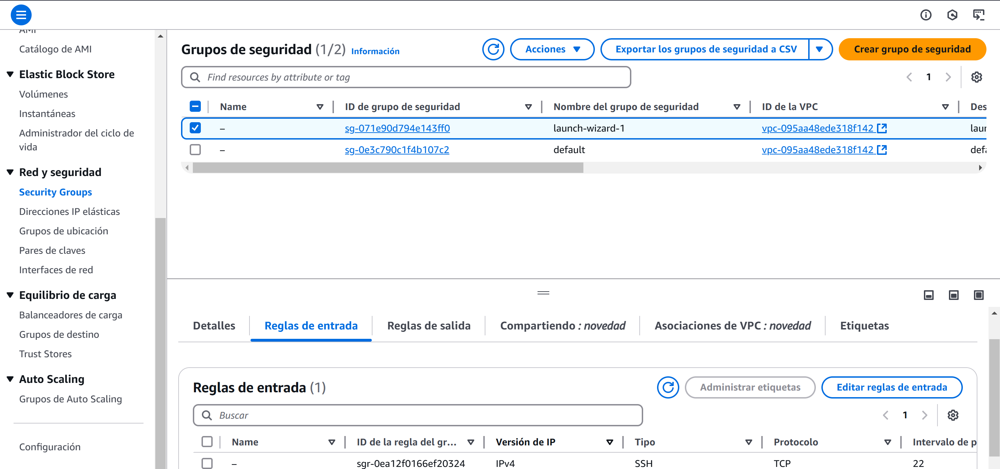 AMI
Catálogo de AMI
Elastic Block Store
Volúmenes
Instantáneas
Administrador del ciclo de
vida
Red y seguridad
Security Groups
Direcciones IP elásticas
Grupos de ubicación
Pares de claves
Interfaces de red
Equilibrio de carga
Balanceadores de carga
Grupos de destino
Trust Stores
Auto Scaling
Grupos de Auto Scaling
Configuración
Grupos de seguridad (1/2) Información
Acciones
Exportar los grupos de seguridad a CSV
Crear grupo de seguridad
Find resources by attribute or tag
1
Name ID de grupo de seguridad Nombre del grupo de seguridad ID de la VPC Des
– sg-071e90d794e143ff0 launch-wizard-1 vpc-095aa48ede318f142 laun
– sg-0e3c790c1f4b107c2 default vpc-095aa48ede318f142 defa
Detalles Reglas de entrada Reglas de salida Compartiendo : novedad Asociaciones de VPC : novedad Etiquetas
Reglas de entrada (1)
Administrar etiquetas
Editar reglas de entrada
Buscar
1
Name ID de la regla del gr... Versión de IP Tipo Protocolo Intervalo de p
– sgr-0ea12f0166ef20324 IPv4 SSH TCP 22